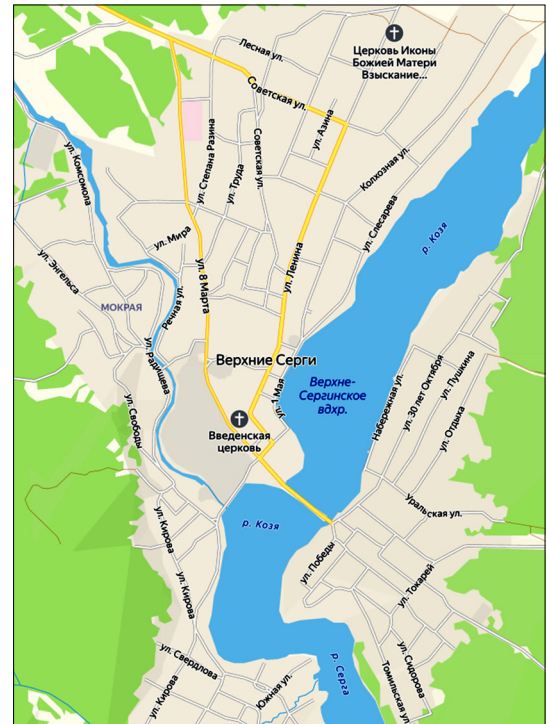 Лесная ул.
Церковь Иконы
Божией Матери
Взыскание...
Советская ул.
ул. Азина
ул. Комсомола
ул. Степана Разина
ул. Труда
Советская ул.
Колхозная ул.
ул. Слесарева
р. Козя
ул. Мира
ул. Энгельса
ул. 8 Марта
ул. Ленина
МОКРАЯ
Речная ул.
ул. Радищева
Верхние Серги
Верхне-
Сергинское
вдхр.
ул. 1 Мая
Набережная ул.
ул. 30 лет Октября
ул. Пушкина
ул. Отдыха
ул. Свободы
Введенская
церковь
Уральская ул.
р. Козя
ул. Кирова
ул. Победы
ул. Кирова
ул. Токарей
ул. Свердлова
ул. Кирова
Южная ул.
р. Серга
Томильская ул.
ул. Сидорова